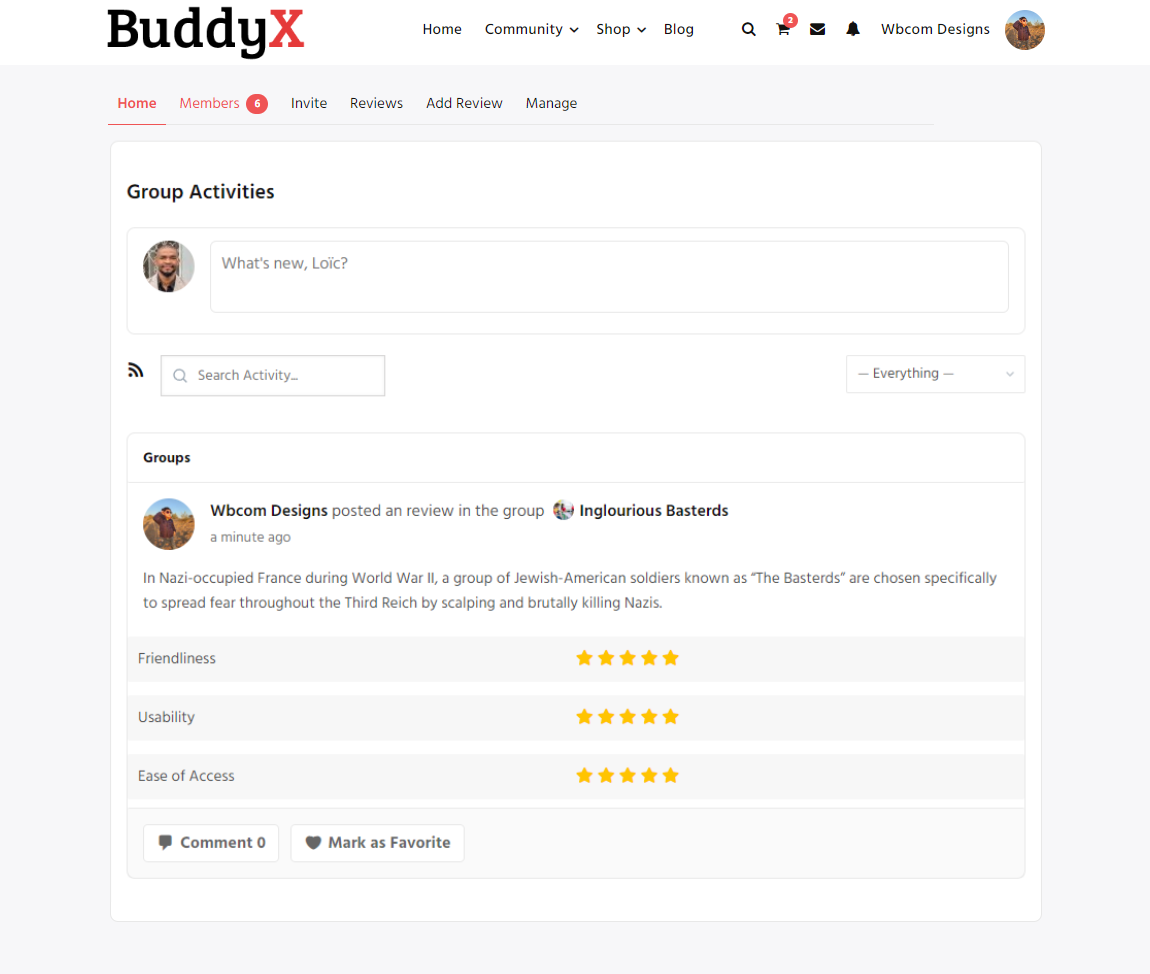 BuddyX
Home Community Shop Blog 2 Wbcom Designs
Home Members 6 Invite Reviews Add Review Manage
Group Activities
What's new, Loïc?
Search Activity...
— Everything —
Groups
Wbcom Designs posted an review in the group Inglourious Basterds
a minute ago
In Nazi-occupied France during World War II, a group of Jewish-American soldiers known as “The Basterds” are chosen specifically
to spread fear throughout the Third Reich by scalping and brutally killing Nazis.
Friendliness
Usability
Ease of Access
Comment 0 Mark as Favorite